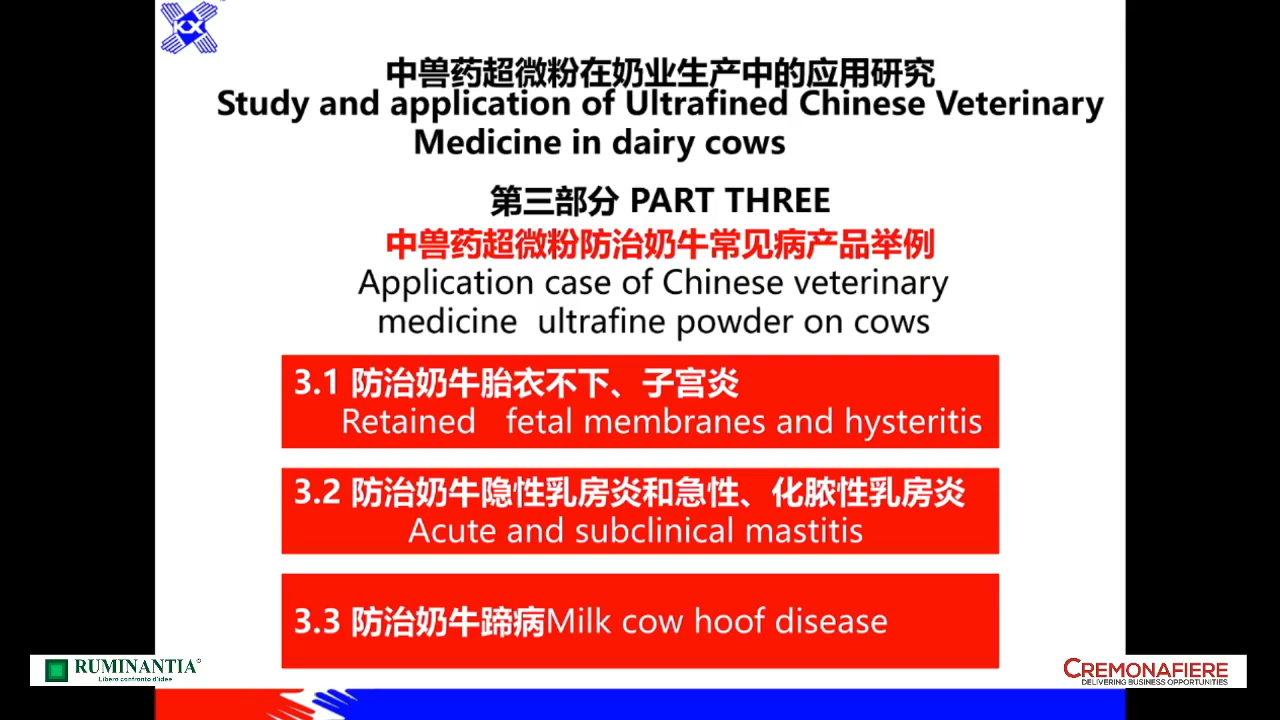 KX
中兽药超微粉在奶业生产中的应用研究
Study and application of Ultrafined Chinese Veterinary
Medicine in dairy cows
第三部分 PART THREE
中兽药超微粉防治奶牛常见病产品举例
Application case of Chinese veterinary
medicine ultrafine powder on cows
3.1 防治奶牛胎衣不下、子宫炎
Retained fetal membranes and hysteritis
3.2 防治奶牛隐性乳房炎和急性、化脓性乳房炎
Acute and subclinical mastitis
3.3 防治奶牛蹄病Milk cow hoof disease
RUMINANTIA©
Libero confronto d'idee
CREMONAFIERE
DELIVERING BUSINESS OPPORTUNITIES